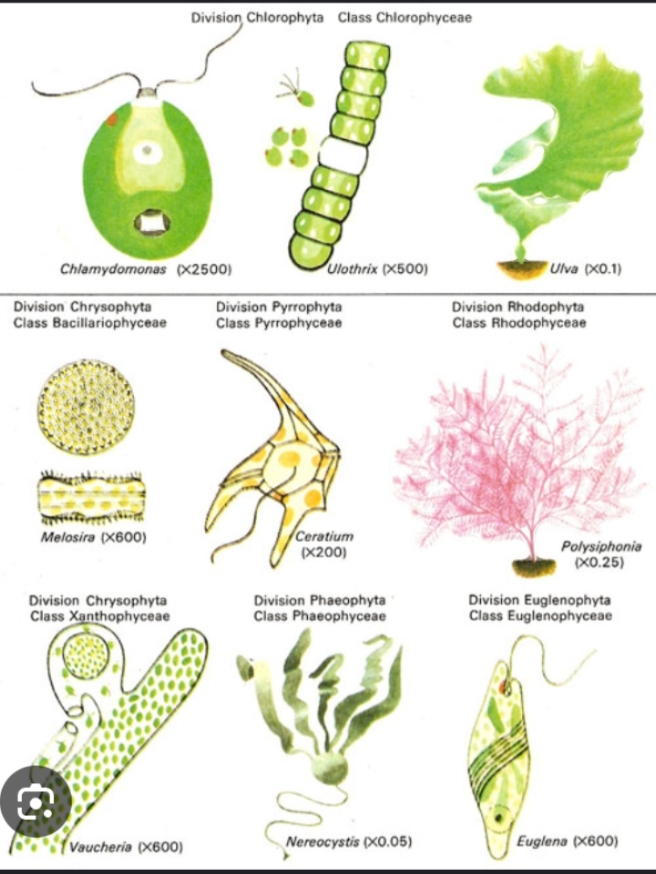 Division Chlorophyta Class Chlorophyceae
Chlamydomonas (X2500)
Ulothrix (X500)
Ulva (X0.1)
Division Chrysophyta
Class Bacillariophyceae
Division Pyrrophyta
Class Pyrrophyceae
Division Rhodophyta
Class Rhodophyceae
Melosira (X600)
Ceratium
(X200)
Polysiphonia
(X0.25)
Division Chrysophyta
Class Xanthophyceae
Division Phaeophyta
Class Phaeophyceae
Division Euglenophyta
Class Euglenophyceae
Vaucheria (X600)
Nereocystis (X0.05)
Euglena (X600)